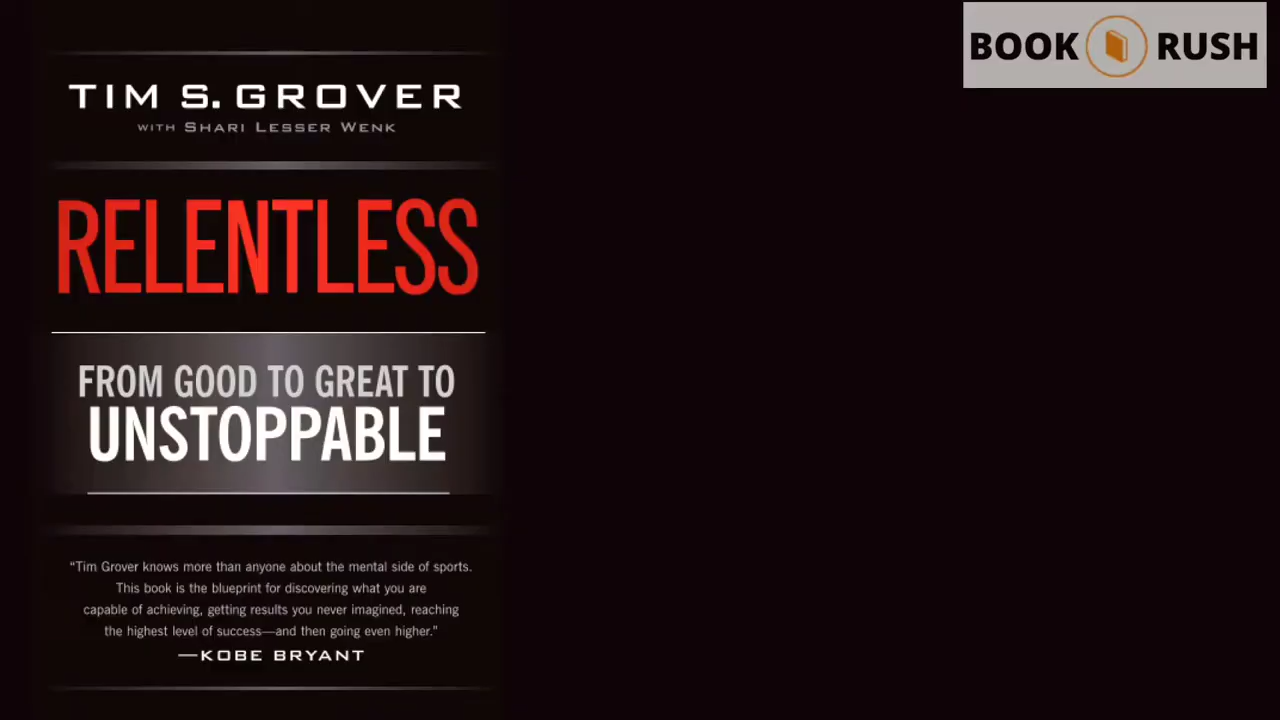 TIM S. GROVER
WITH SHARI LESSER WENK
RELENTLESS
FROM GOOD TO GREAT TO
UNSTOPPABLE
“Tim Grover knows more than anyone about the mental side of sports.
This book is the blueprint for discovering what you are
capable of achieving, getting results you never imagined, reaching
the highest level of success—and then going even higher.”
—KOBE BRYANT
BOOK RUSH